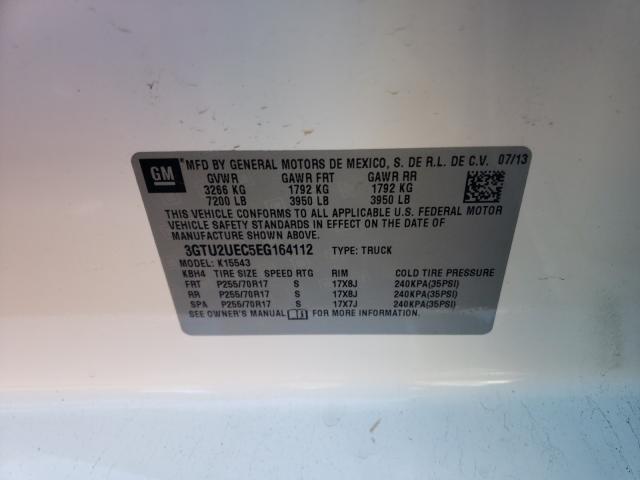 GM MFD BY GENERAL MOTORS DE MEXICO, S. DE R.L. DE C.V. 07/13
GVWR GAWR FRT GAWR RR
3266 KG 1792 KG 1792 KG
7200 LB 3950 LB 3950 LB
THIS VEHICLE CONFORMS TO ALL APPLICABLE U.S. FEDERAL MOTOR
VEHICLE SAFETY STANDARDS IN EFFECT ON THE DATE OF
MANUFACTURE SHOWN ABOVE.
3GTU2UEC5EG164112 TYPE: TRUCK
MODEL: K15543
KBH4 TIRE SIZE SPEED RTG RIM COLD TIRE PRESSURE
FRT P255/70R17 S 17X8J 240KPA(35PSI)
RR P255/70R17 S 17X8J 240KPA(35PSI)
SPA P255/70R17 S 17X7J 240KPA(35PSI)
SEE OWNER'S MANUAL FOR MORE INFORMATION.